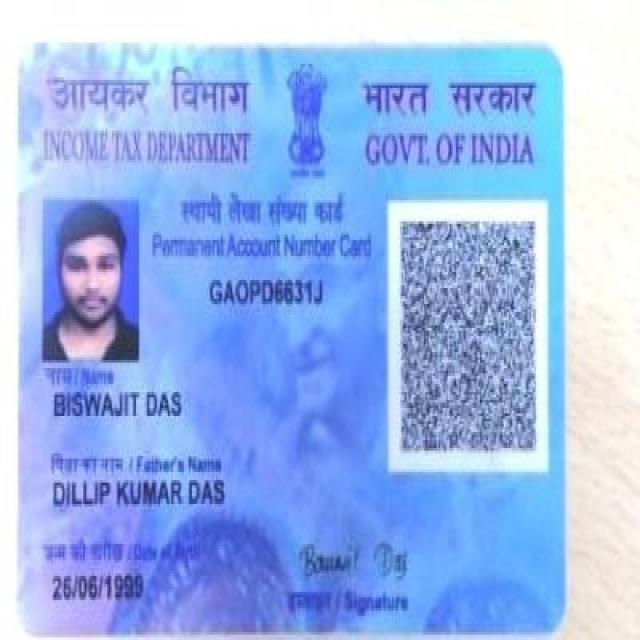 आयकर विभाग
INCOME TAX DEPARTMENT
भारत सरकार
GOVT. OF INDIA
स्थायी लेखा संख्या कार्ड
Permanent Account Number Card
GAOPD6631J
नाम / Name
BISWAJIT DAS
पिता का नाम / Father's Name
DILLIP KUMAR DAS
जन्म की तारीख / Date of Birth
26/06/1999
Das
हस्ताक्षर / Signature